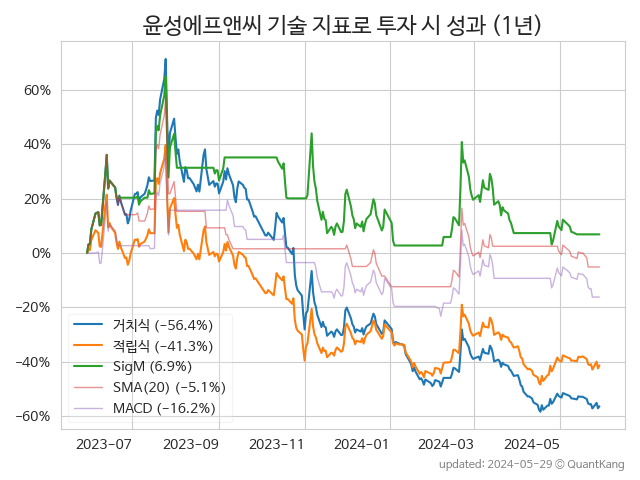 윤성에프앤씨 기술 지표로 투자 시 성과 (1년)
60%
40%
20%
0%
−20%
−40%
−60%
거치식 (−56.4%)
적립식 (−41.3%)
SigM (6.9%)
SMA(20) (−5.1%)
MACD (−16.2%)
2023−07
2023−09
2023−11
2024−01
2024−03
2024−05
updated: 2024−05−29 © QuantKang